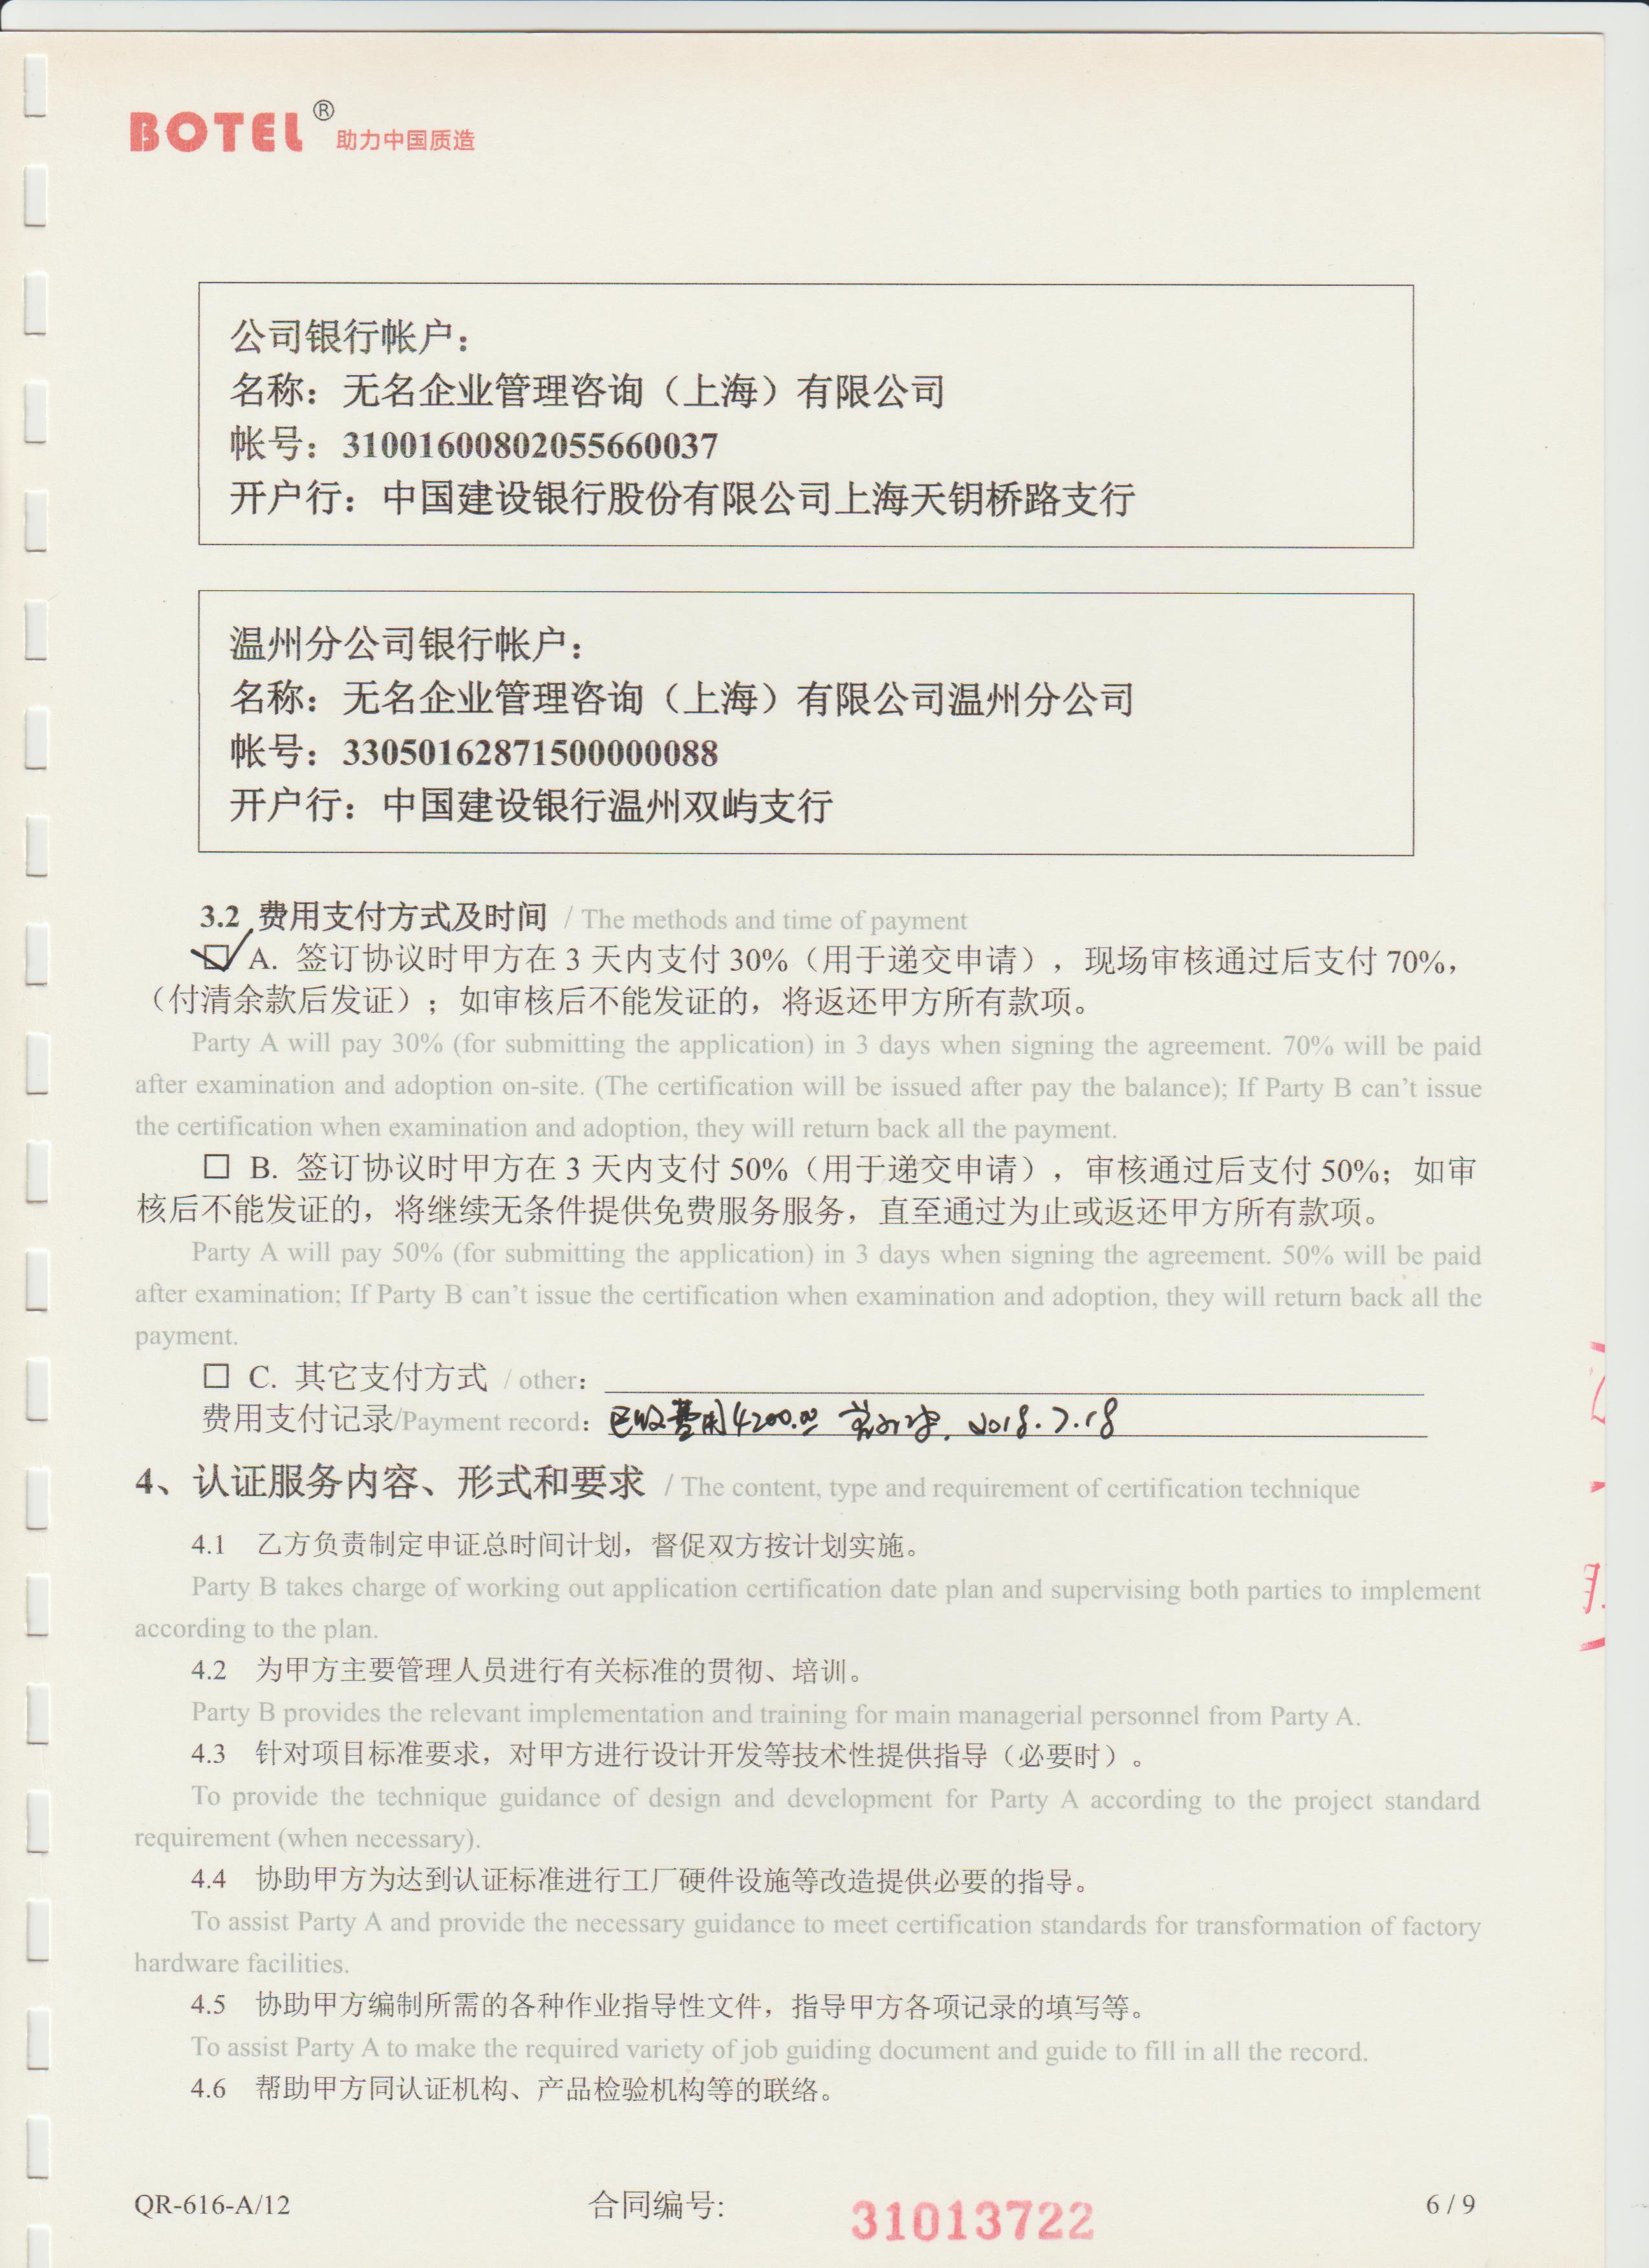 BOTEL® 助力中国质造
公司银行帐户：
名称：无名企业管理咨询（上海）有限公司
帐号：31001600802055660037
开户行：中国建设银行股份有限公司上海天钥桥路支行
温州分公司银行帐户：
名称：无名企业管理咨询（上海）有限公司温州分公司
帐号：33050162871500000088
开户行：中国建设银行温州双屿支行
3.2 费用支付方式及时间 / The methods and time of payment
☑ A. 签订协议时甲方在 3 天内支付 30%（用于递交申请），现场审核通过后支付 70%，
（付清余款后发证）；如审核后不能发证的，将返还甲方所有款项。
Party A will pay 30% (for submitting the application) in 3 days when signing the agreement. 70% will be paid
after examination and adoption on-site. (The certification will be issued after pay the balance); If Party B can't issue
the certification when examination and adoption, they will return back all the payment.
□ B. 签订协议时甲方在 3 天内支付 50%（用于递交申请），审核通过后支付 50%；如审
核后不能发证的，将继续无条件提供免费服务服务，直至通过为止或返还甲方所有款项。
Party A will pay 50% (for submitting the application) in 3 days when signing the agreement. 50% will be paid
after examination; If Party B can't issue the certification when examination and adoption, they will return back all the
payment.
□ C. 其它支付方式 / other：
费用支付记录/Payment record：已收费用4200.00 2018.7.18
4、认证服务内容、形式和要求 / The content, type and requirement of certification technique
4.1 乙方负责制定申证总时间计划，督促双方按计划实施。
Party B takes charge of working out application certification date plan and supervising both parties to implement
according to the plan.
4.2 为甲方主要管理人员进行有关标准的贯彻、培训。
Party B provides the relevant implementation and training for main managerial personnel from Party A.
4.3 针对项目标准要求，对甲方进行设计开发等技术性提供指导（必要时）。
To provide the technique guidance of design and development for Party A according to the project standard
requirement (when necessary).
4.4 协助甲方为达到认证标准进行工厂硬件设施等改造提供必要的指导。
To assist Party A and provide the necessary guidance to meet certification standards for transformation of factory
hardware facilities.
4.5 协助甲方编制所需的各种作业指导性文件，指导甲方各项记录的填写等。
To assist Party A to make the required variety of job guiding document and guide to fill in all the record.
4.6 帮助甲方同认证机构、产品检验机构等的联络。
QR-616-A/12 合同编号: 31013722 6 / 9